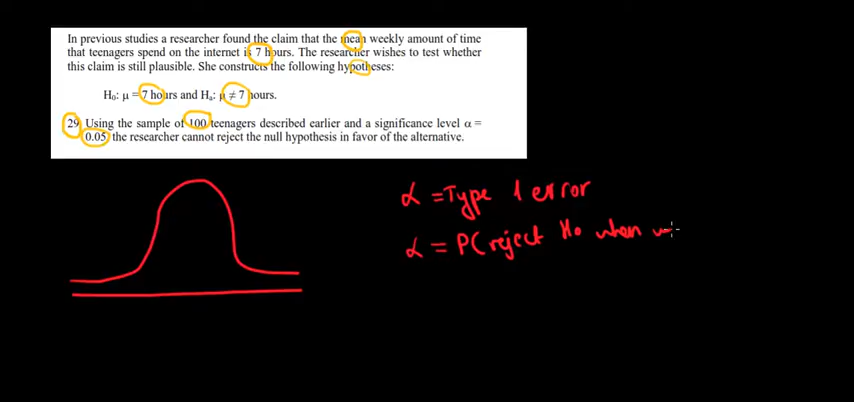 In previous studies a researcher found the claim that the mean weekly amount of time
that teenagers spend on the internet is 7 hours. The researcher wishes to test whether
this claim is still plausible. She constructs the following hypotheses:
H₀: μ = 7 hours and Hₐ: μ ≠ 7 hours.
29. Using the sample of 100 teenagers described earlier and a significance level α =
0.05, the researcher cannot reject the null hypothesis in favor of the alternative.
α = Type 1 error
α = P( reject Ho when